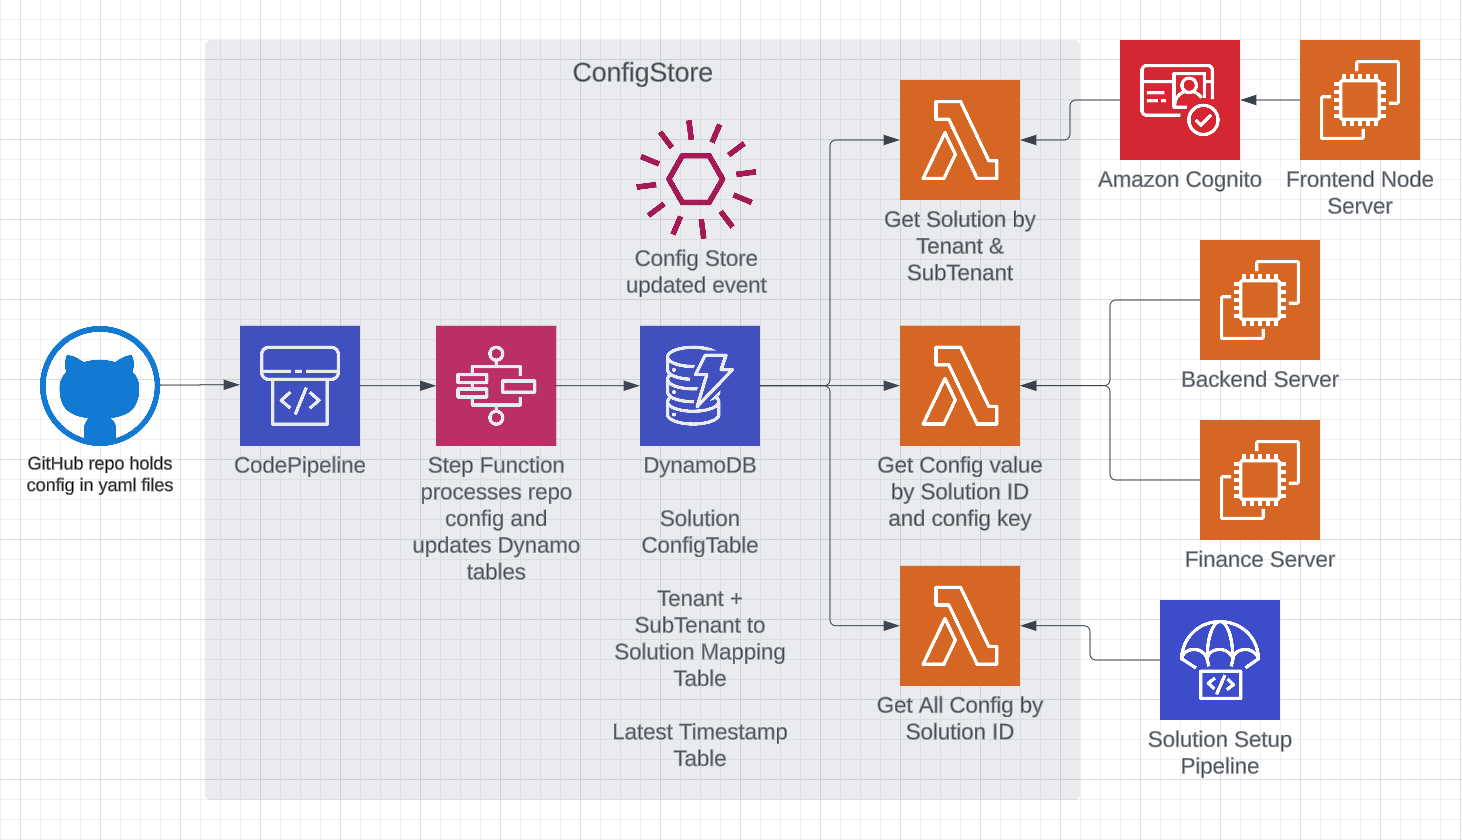 ConfigStore
Config Store
updated event
Get Solution by
Tenant &
SubTenant
Amazon Cognito
Frontend Node
Server
Backend Server
GitHub repo holds
config in yaml files
CodePipeline
Step Function
processes repo
config and
updates Dynamo
tables
DynamoDB
Solution
ConfigTable
Tenant +
SubTenant to
Solution Mapping
Table
Latest Timestamp
Table
Get Config value
by Solution ID
and config key
Finance Server
Get All Config by
Solution ID
Solution Setup
Pipeline